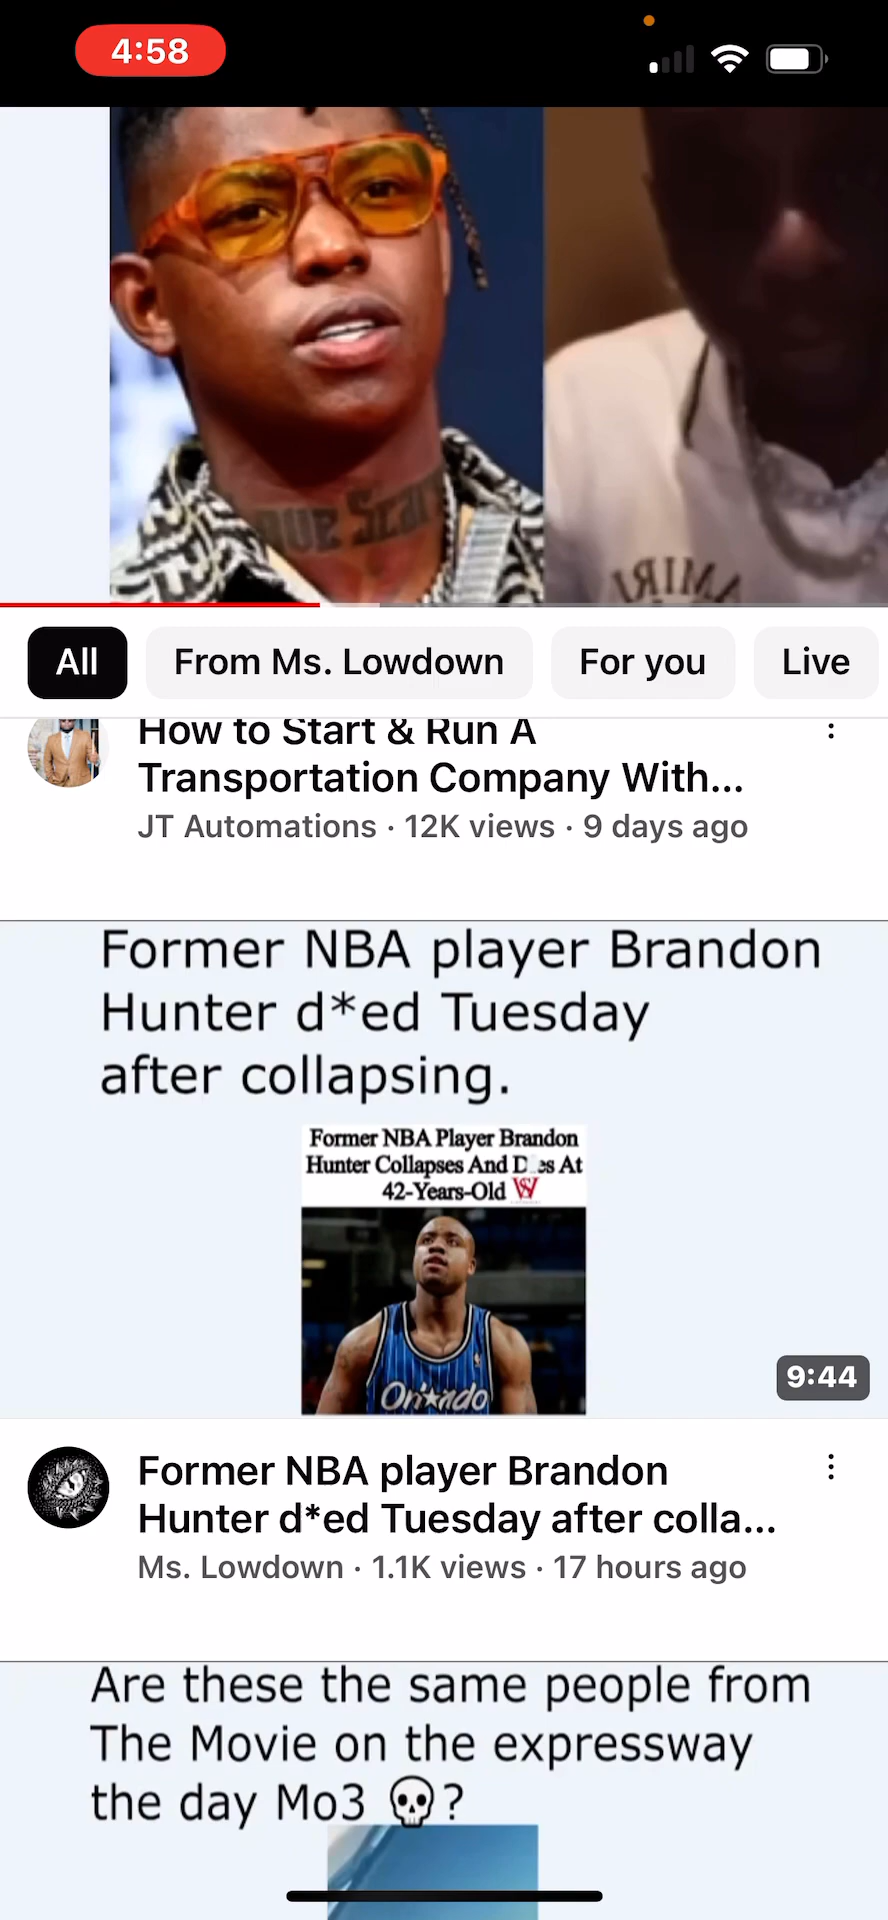 4:58
All
From Ms. Lowdown
For you
Live
How to Start & Run A
Transportation Company With...
JT Automations · 12K views · 9 days ago
Former NBA player Brandon
Hunter d*ed Tuesday
after collapsing.
Former NBA Player Brandon
Hunter Collapses And D es At
42-Years-Old
Orlando
9:44
Former NBA player Brandon
Hunter d*ed Tuesday after colla...
Ms. Lowdown · 1.1K views · 17 hours ago
Are these the same people from
The Movie on the expressway
the day Mo3 💀?